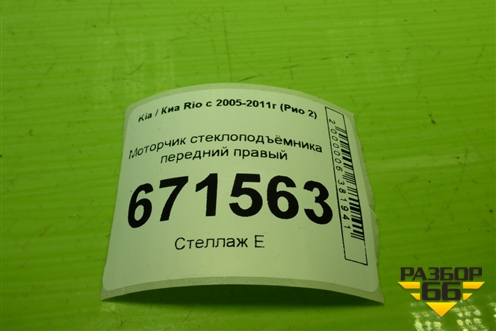 Kia / Киа Rio с 2005-2011г (Рио 2)
Моторчик стеклоподъёмника
передний правый
671563
Стеллаж Е
2000006381941
РАЗБОР
66